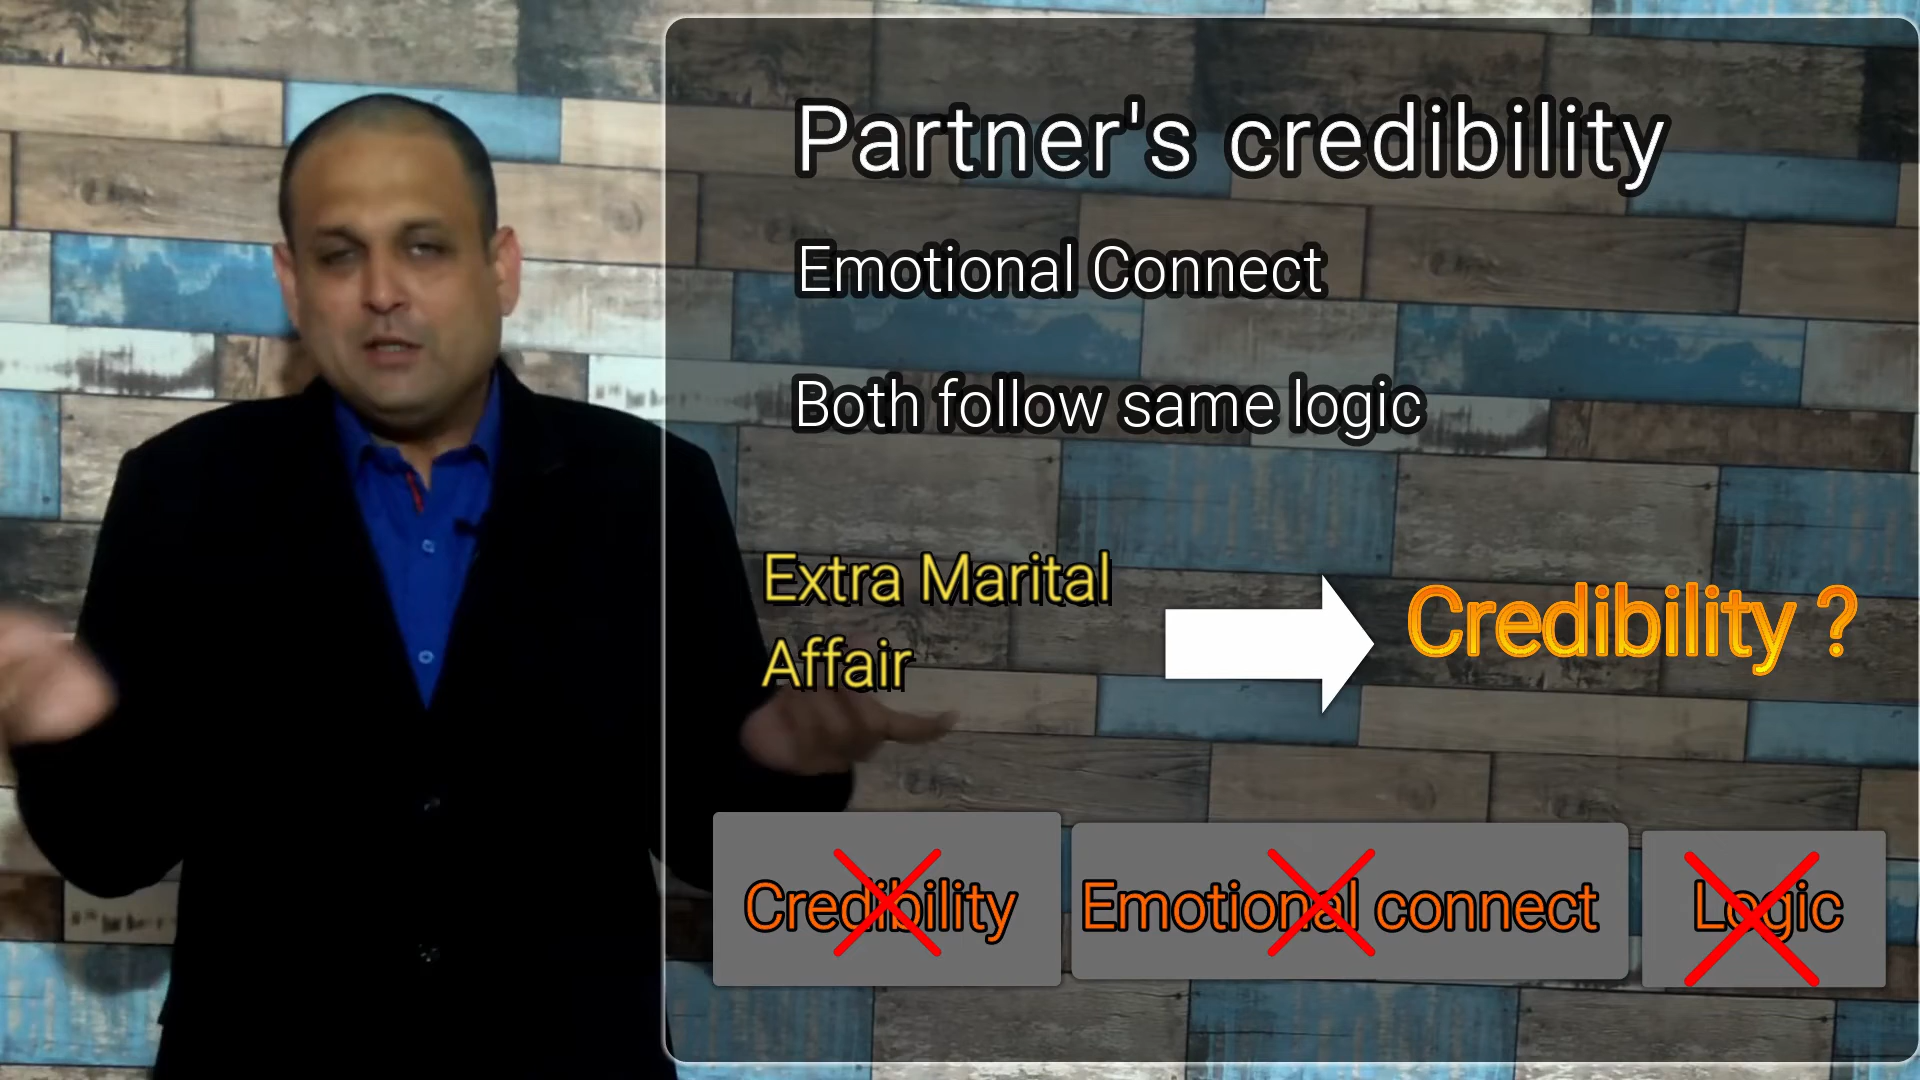 Partner's credibility
Emotional Connect
Both follow same logic
Extra Marital
Affair
Credibility ?
Credibility
Emotional connect
Logic